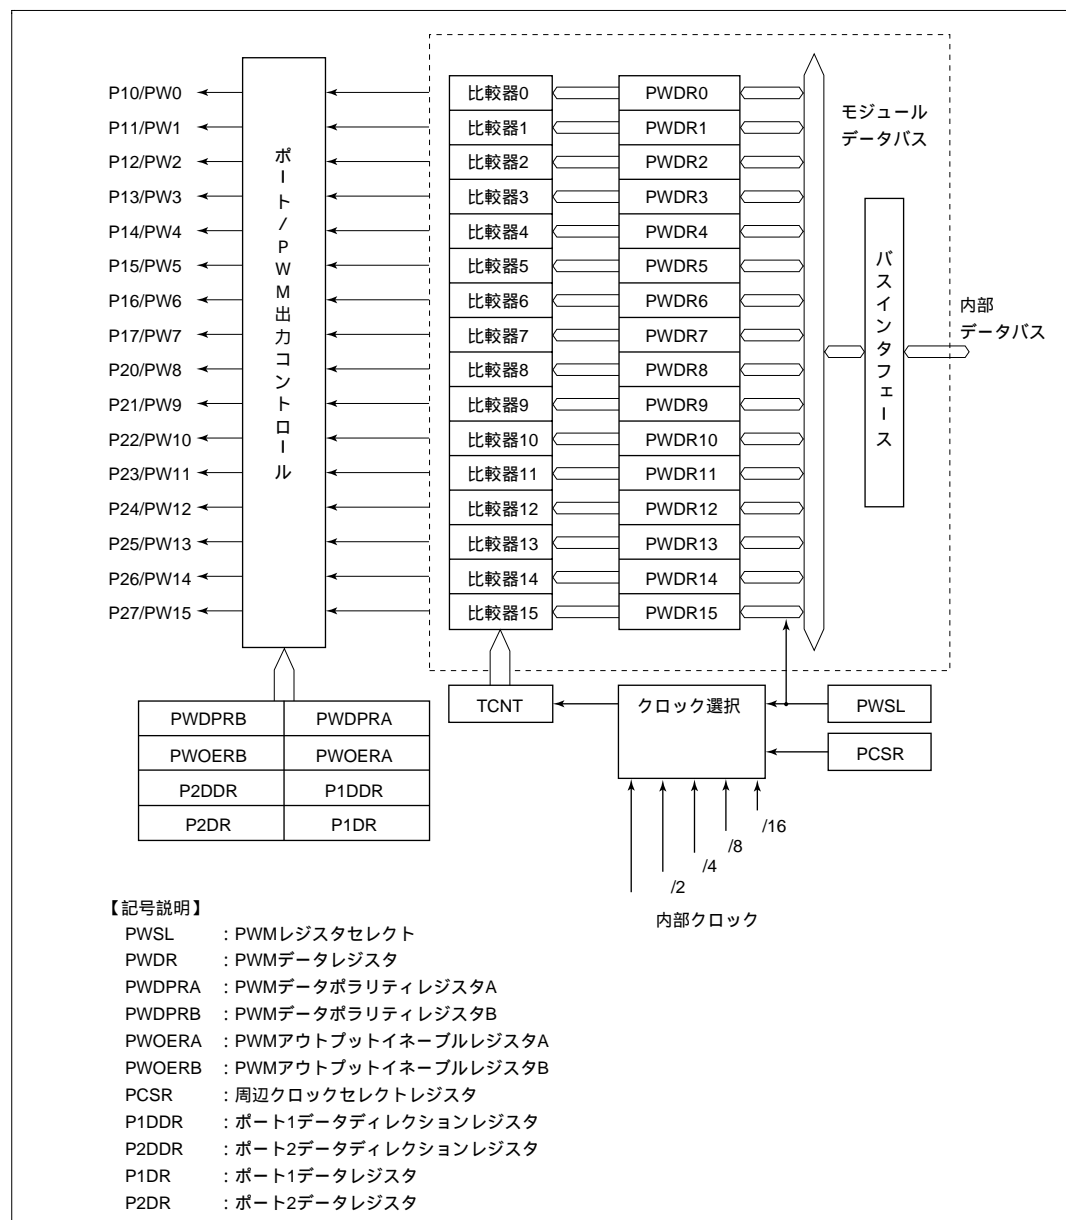 P10/PW0
P11/PW1
P12/PW2
P13/PW3
P14/PW4
P15/PW5
P16/PW6
P17/PW7
P20/PW8
P21/PW9
P22/PW10
P23/PW11
P24/PW12
P25/PW13
P26/PW14
P27/PW15
ポート/PWM出力コントロール
比較器0 PWDR0
比較器1 PWDR1
比較器2 PWDR2
比較器3 PWDR3
比較器4 PWDR4
比較器5 PWDR5
比較器6 PWDR6
比較器7 PWDR7
比較器8 PWDR8
比較器9 PWDR9
比較器10 PWDR10
比較器11 PWDR11
比較器12 PWDR12
比較器13 PWDR13
比較器14 PWDR14
比較器15 PWDR15
モジュール
データバス
バスインタフェース
内部
データバス
TCNT
クロック選択
PWSL
PCSR
PWDPRB PWDPRA
PWOERB PWOERA
P2DDR P1DDR
P2DR P1DR
/16
/8
/4
/2
内部クロック
【記号説明】
PWSL :PWMレジスタセレクト
PWDR :PWMデータレジスタ
PWDPRA :PWMデータポラリティレジスタA
PWDPRB :PWMデータポラリティレジスタB
PWOERA :PWMアウトプットイネーブルレジスタA
PWOERB :PWMアウトプットイネーブルレジスタB
PCSR :周辺クロックセレクトレジスタ
P1DDR :ポート1データディレクションレジスタ
P2DDR :ポート2データディレクションレジスタ
P1DR :ポート1データレジスタ
P2DR :ポート2データレジスタ